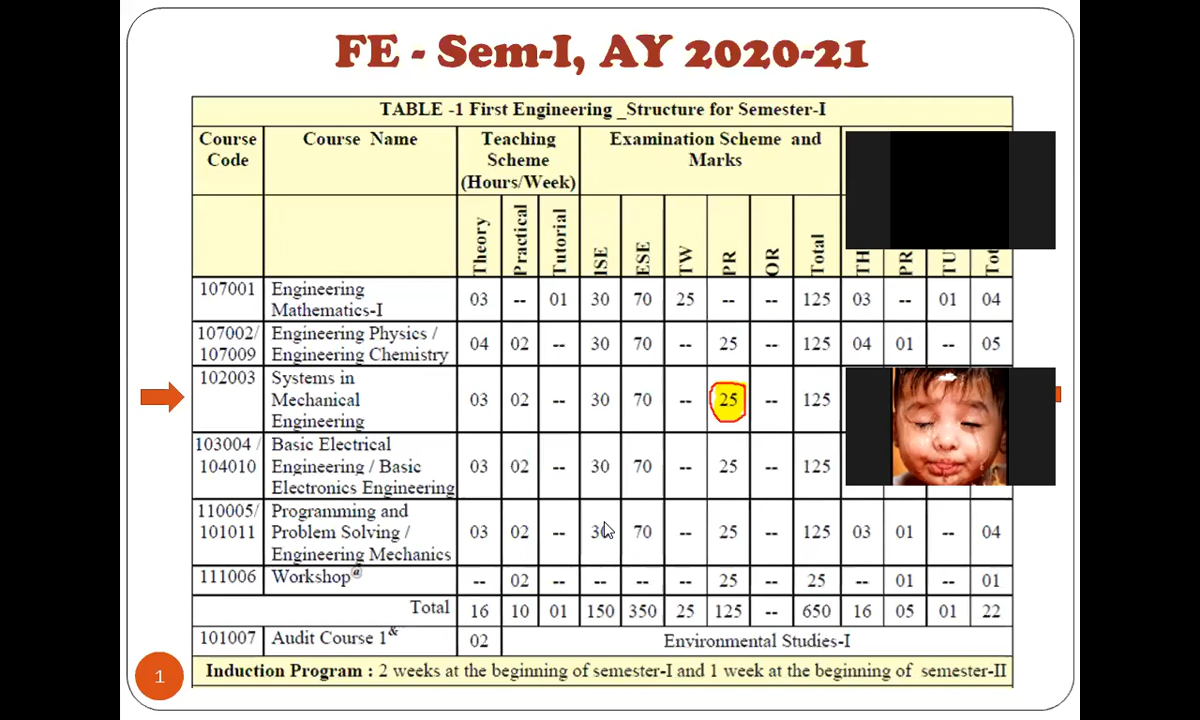 FE - Sem-I, AY 2020-21
TABLE -1 First Engineering _Structure for Semester-I
Course Code
Course Name
Teaching Scheme (Hours/Week)
Examination Scheme and Marks
Theory Practical Tutorial ISE ESE TW PR OR Total TH PR TU
107001 Engineering Mathematics-I 03 -- 01 30 70 25 -- -- 125 03 -- 01 04
107002/ 107009 Engineering Physics / Engineering Chemistry 04 02 -- 30 70 -- 25 -- 125 04 01 -- 05
102003 Systems in Mechanical Engineering 03 02 -- 30 70 -- 25 -- 125
103004 / 104010 Basic Electrical Engineering / Basic Electronics Engineering 03 02 -- 30 70 -- 25 -- 125
110005/ 101011 Programming and Problem Solving / Engineering Mechanics 03 02 -- 30 70 -- 25 -- 125 03 01 -- 04
111006 Workshop@ -- 02 -- -- -- -- 25 -- 25 -- 01 -- 01
Total 16 10 01 150 350 25 125 -- 650 16 05 01 22
101007 Audit Course 1& 02 Environmental Studies-I
Induction Program : 2 weeks at the beginning of semester-I and 1 week at the beginning of semester-II
1